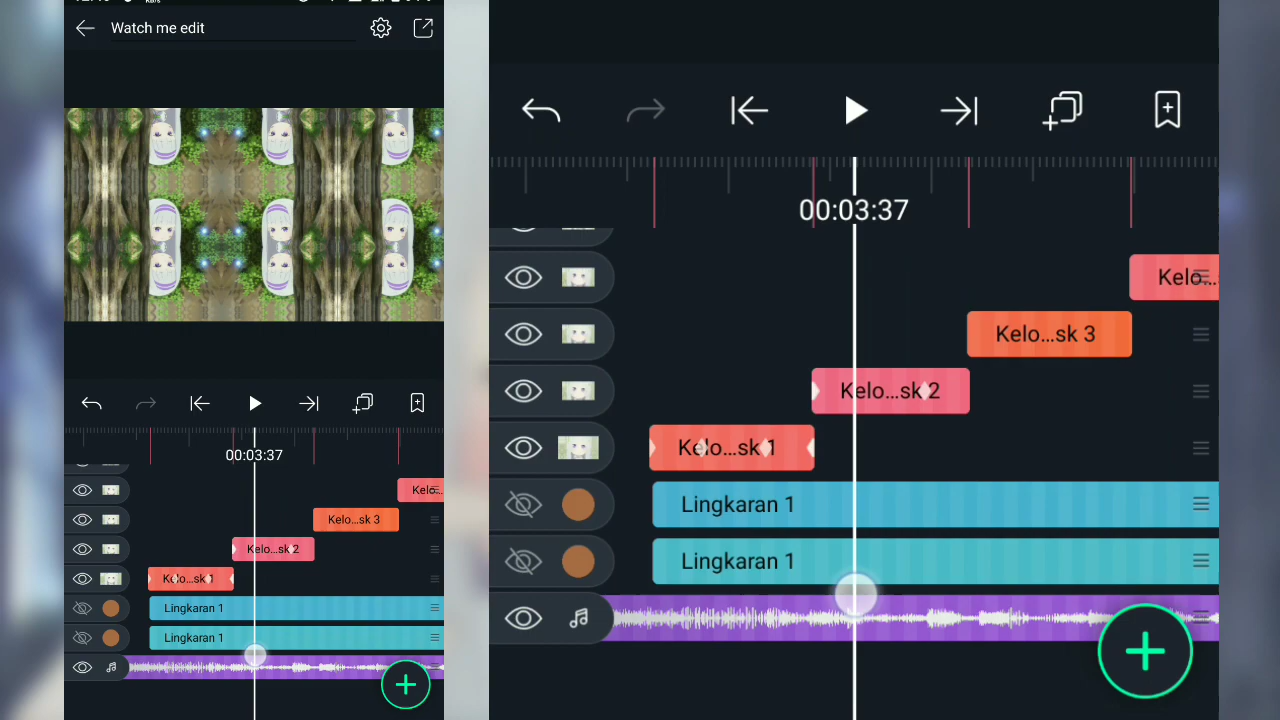 Watch me edit
00:03:37
Kelo...
Kelo...sk 3
Kelo...sk 2
Kelo...sk 1
Lingkaran 1
Lingkaran 1
00:03:37
Kelo...
Kelo...sk 3
Kelo...sk 2
Kelo...sk 1
Lingkaran 1
Lingkaran 1